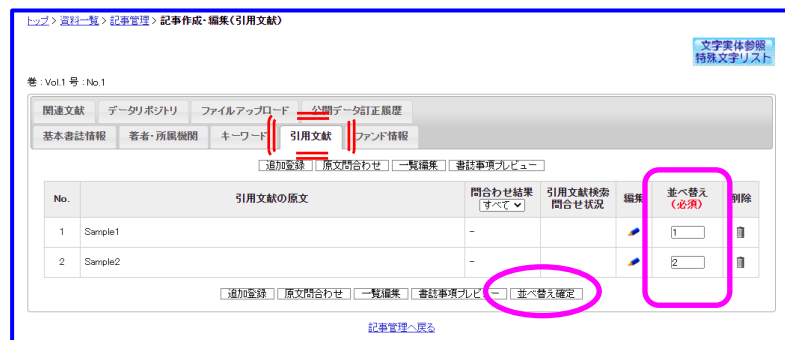 トップ > 資料一覧 > 記事管理 > 記事作成・編集(引用文献)
文字実体参照
特殊文字リスト
巻 : Vol.1 号 : No.1
関連文献 データリポジトリ ファイルアップロード 公開データ訂正履歴
基本書誌情報 著者・所属機関 キーワード 引用文献 ファンド情報
追加登録 原文問合わせ 一覧編集 書誌事項プレビュー
No. 引用文献の原文 問合わせ結果 すべて 引用文献検索 問合せ状況 編集 並べ替え (必須) 削除
1 Sample1 - 1
2 Sample2 - 2
追加登録 原文問合わせ 一覧編集 書誌事項プレビュー 並べ替え確定
記事管理へ戻る